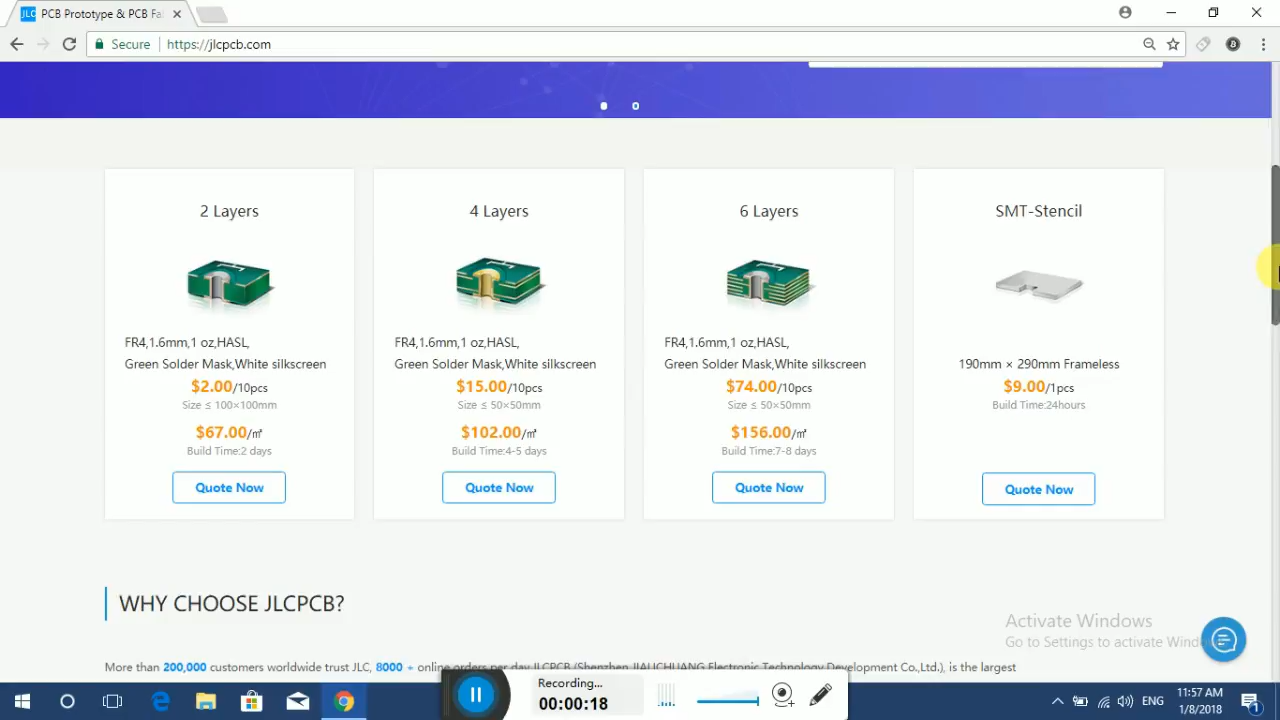 PCB Prototype & PCB Fa
Secure
https://jlcpcb.com
2 Layers
FR4,1.6mm,1 oz,HASL,
Green Solder Mask,White silkscreen
$2.00/10pcs
Size ≤ 100×100mm
$67.00/㎡
Build Time:2 days
Quote Now
4 Layers
FR4,1.6mm,1 oz,HASL,
Green Solder Mask,White silkscreen
$15.00/10pcs
Size ≤ 50×50mm
$102.00/㎡
Build Time:4-5 days
Quote Now
6 Layers
FR4,1.6mm,1 oz,HASL,
Green Solder Mask,White silkscreen
$74.00/10pcs
Size ≤ 50×50mm
$156.00/㎡
Build Time:7-8 days
Quote Now
SMT-Stencil
190mm × 290mm Frameless
$9.00/1pcs
Build Time:24hours
Quote Now
WHY CHOOSE JLCPCB?
More than 200,000 customers worldwide trust JLC, 8000 + online orders per day JLCPCB (Shenzhen JIALICHUANG Electronic Technology Development Co.,Ltd.), is the largest
Activate Windows
Go to Settings to activate Windo
Recording...
00:00:18
ENG
11:57 AM
1/8/2018